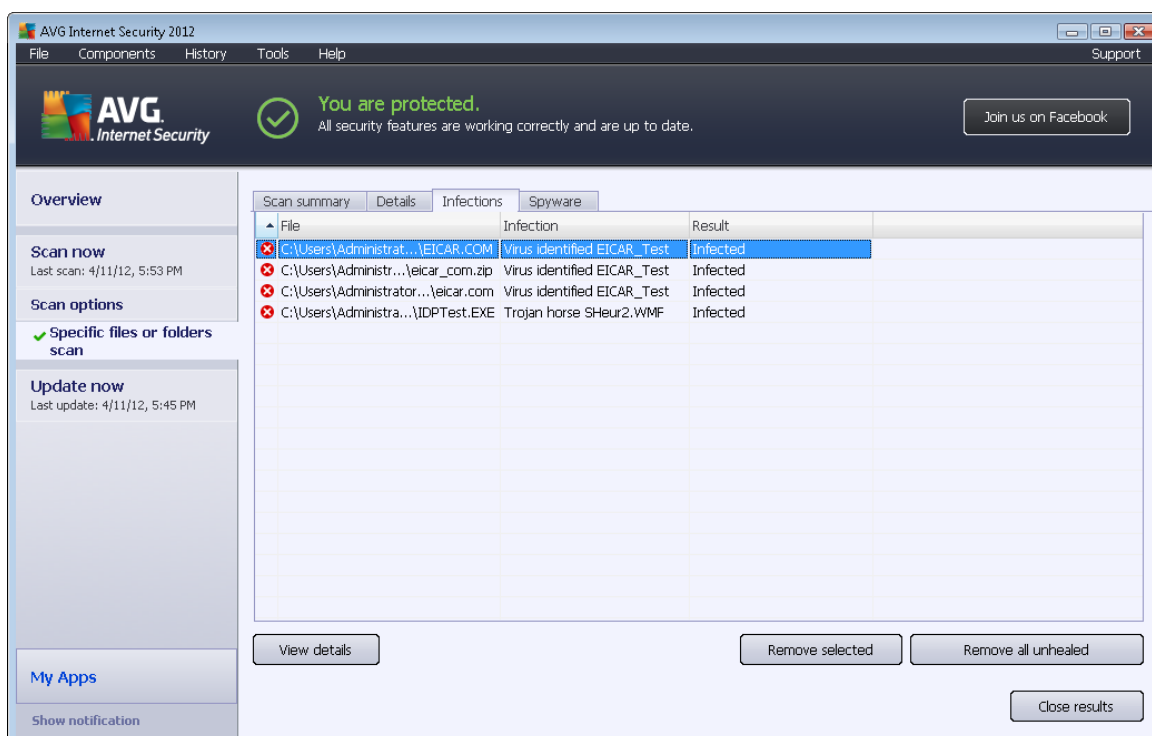 AVG Internet Security 2012
File Components History Tools Help Support
AVG.
Internet Security
You are protected.
All security features are working correctly and are up to date.
Join us on Facebook
Overview
Scan now
Last scan: 4/11/12, 5:53 PM
Scan options
Specific files or folders
scan
Update now
Last update: 4/11/12, 5:45 PM
My Apps
Show notification
Scan summary Details Infections Spyware
File Infection Result
C:\Users\Administrat...\EICAR.COM Virus identified EICAR_Test Infected
C:\Users\Administr...\eicar_com.zip Virus identified EICAR_Test Infected
C:\Users\Administrator...\eicar.com Virus identified EICAR_Test Infected
C:\Users\Administra...\IDPTest.EXE Trojan horse SHeur2.WMF Infected
View details Remove selected Remove all unhealed
Close results